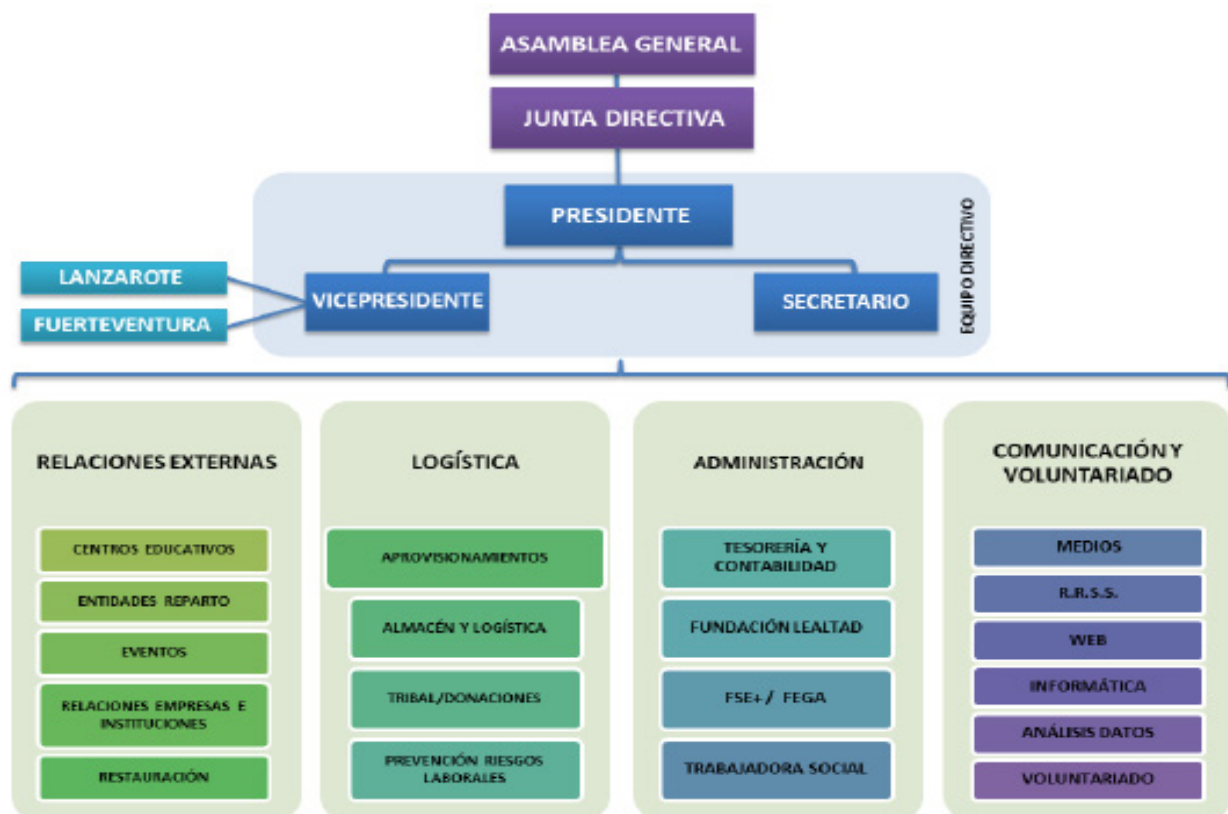 ASAMBLEA GENERAL
JUNTA DIRECTIVA
PRESIDENTE
EQUIPO DIRECTIVO
LANZAROTE
FUERTEVENTURA
VICEPRESIDENTE
SECRETARIO
RELACIONES EXTERNAS
CENTROS EDUCATIVOS
ENTIDADES REPARTO
EVENTOS
RELACIONES EMPRESAS E
INSTITUCIONES
RESTAURACIÓN
LOGÍSTICA
APROVISIONAMIENTOS
ALMACÉN Y LOGÍSTICA
TRIBAL/DONACIONES
PREVENCIÓN RIESGOS
LABORALES
ADMINISTRACIÓN
TESORERÍA Y
CONTABILIDAD
FUNDACIÓN LEALTAD
FSE+/ FEGA
TRABAJADORA SOCIAL
COMUNICACIÓN Y
VOLUNTARIADO
MEDIOS
R.R.S.S.
WEB
INFORMÁTICA
ANÁLISIS DATOS
VOLUNTARIADO